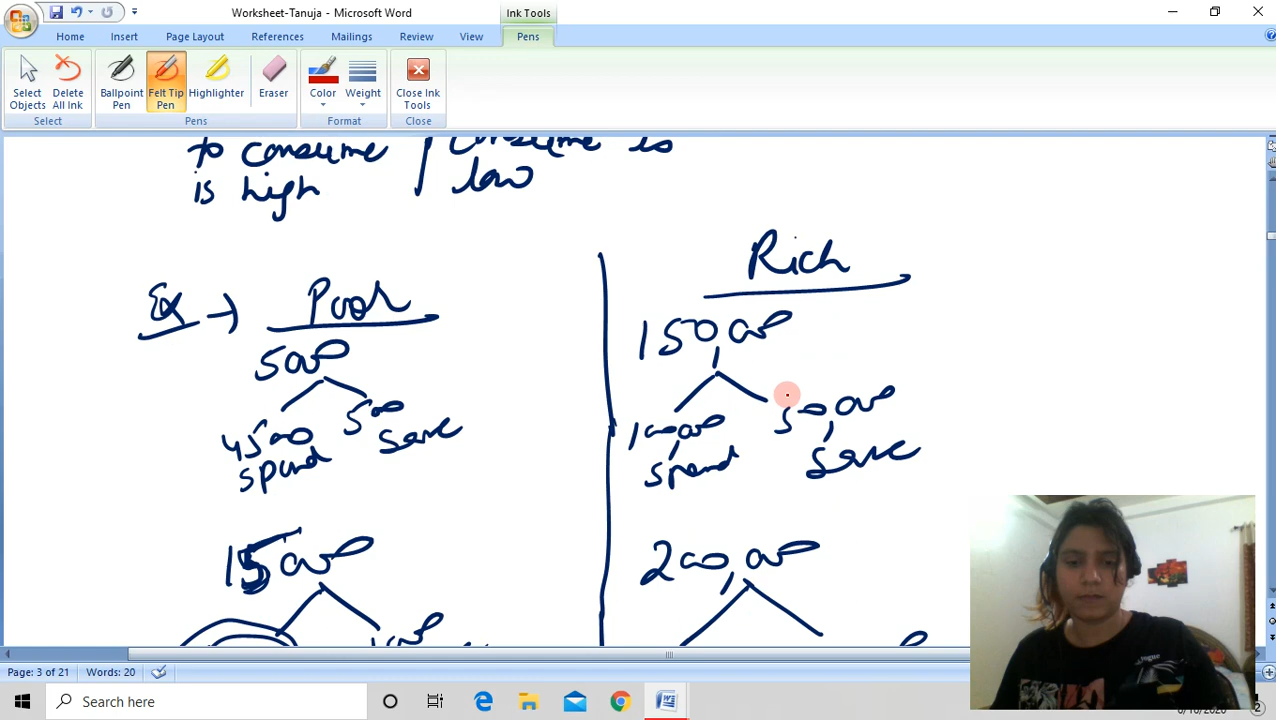 Worksheet-Tanuja - Microsoft Word
Ink Tools
Home Insert Page Layout References Mailings Review View Pens
Select Objects
Delete All Ink
Ballpoint Pen
Felt Tip Pen
Highlighter
Eraser
Color
Weight
Close Ink Tools
Select
Pens
Format
Close
to consume
is high
consume is
low
Ex → Poor
5000
4500 500
spend save
15000
Rich
150,000
100,000 50,000
spend save
200,000
Page: 3 of 21 Words: 20
Search here
2